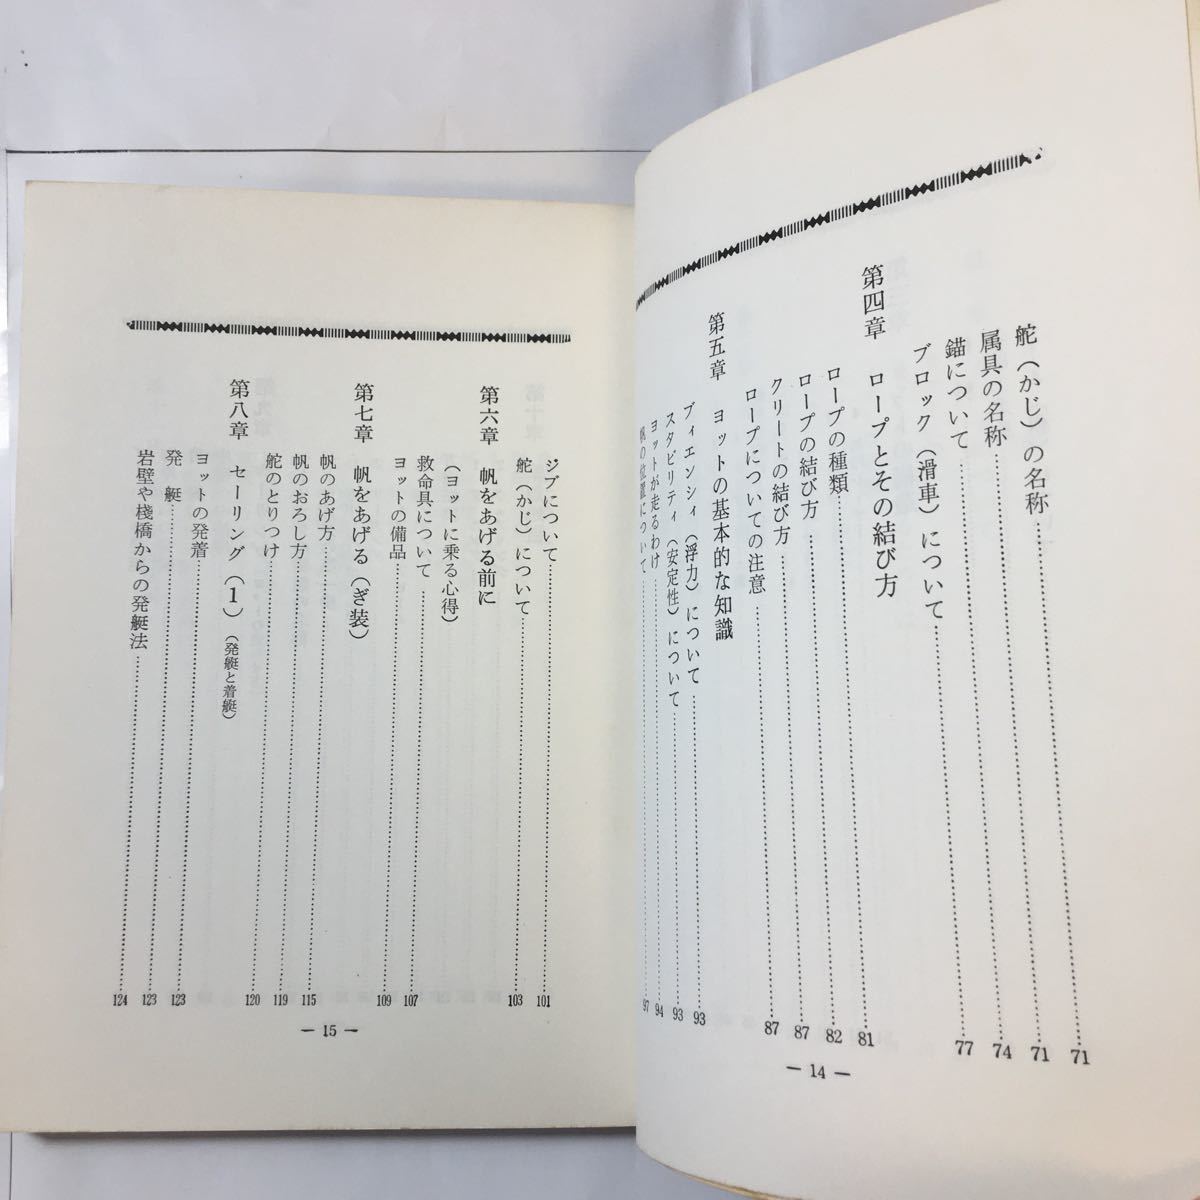 舵（かじ）の名称……71
属具の名称……71
錨について……74
ブロック（滑車）について……77
第四章　ロープとその結び方
ロープの種類……81
ロープの結び方……82
クリートの結び方……87
ロープについての注意……87
第五章　ヨットの基本的な知識
ブィエンシィ（浮力）について……93
スタビリティ（安定性）について……93
ヨットが走るわけ……94
帆の位置について……97
— 14 —
ジブについて……101
舵（かじ）について……103
第六章　帆をあげる前に
（ヨットに乗る心得）
救命具について……107
ヨットの備品……109
第七章　帆をあげる（ぎ装）
帆のあげ方……115
帆のおろし方……119
舵のとりつけ……120
第八章　セーリング（1）（発艇と着艇）
ヨットの発着……123
発　艇……123
岩壁や棧橋からの発艇法……124
— 15 —